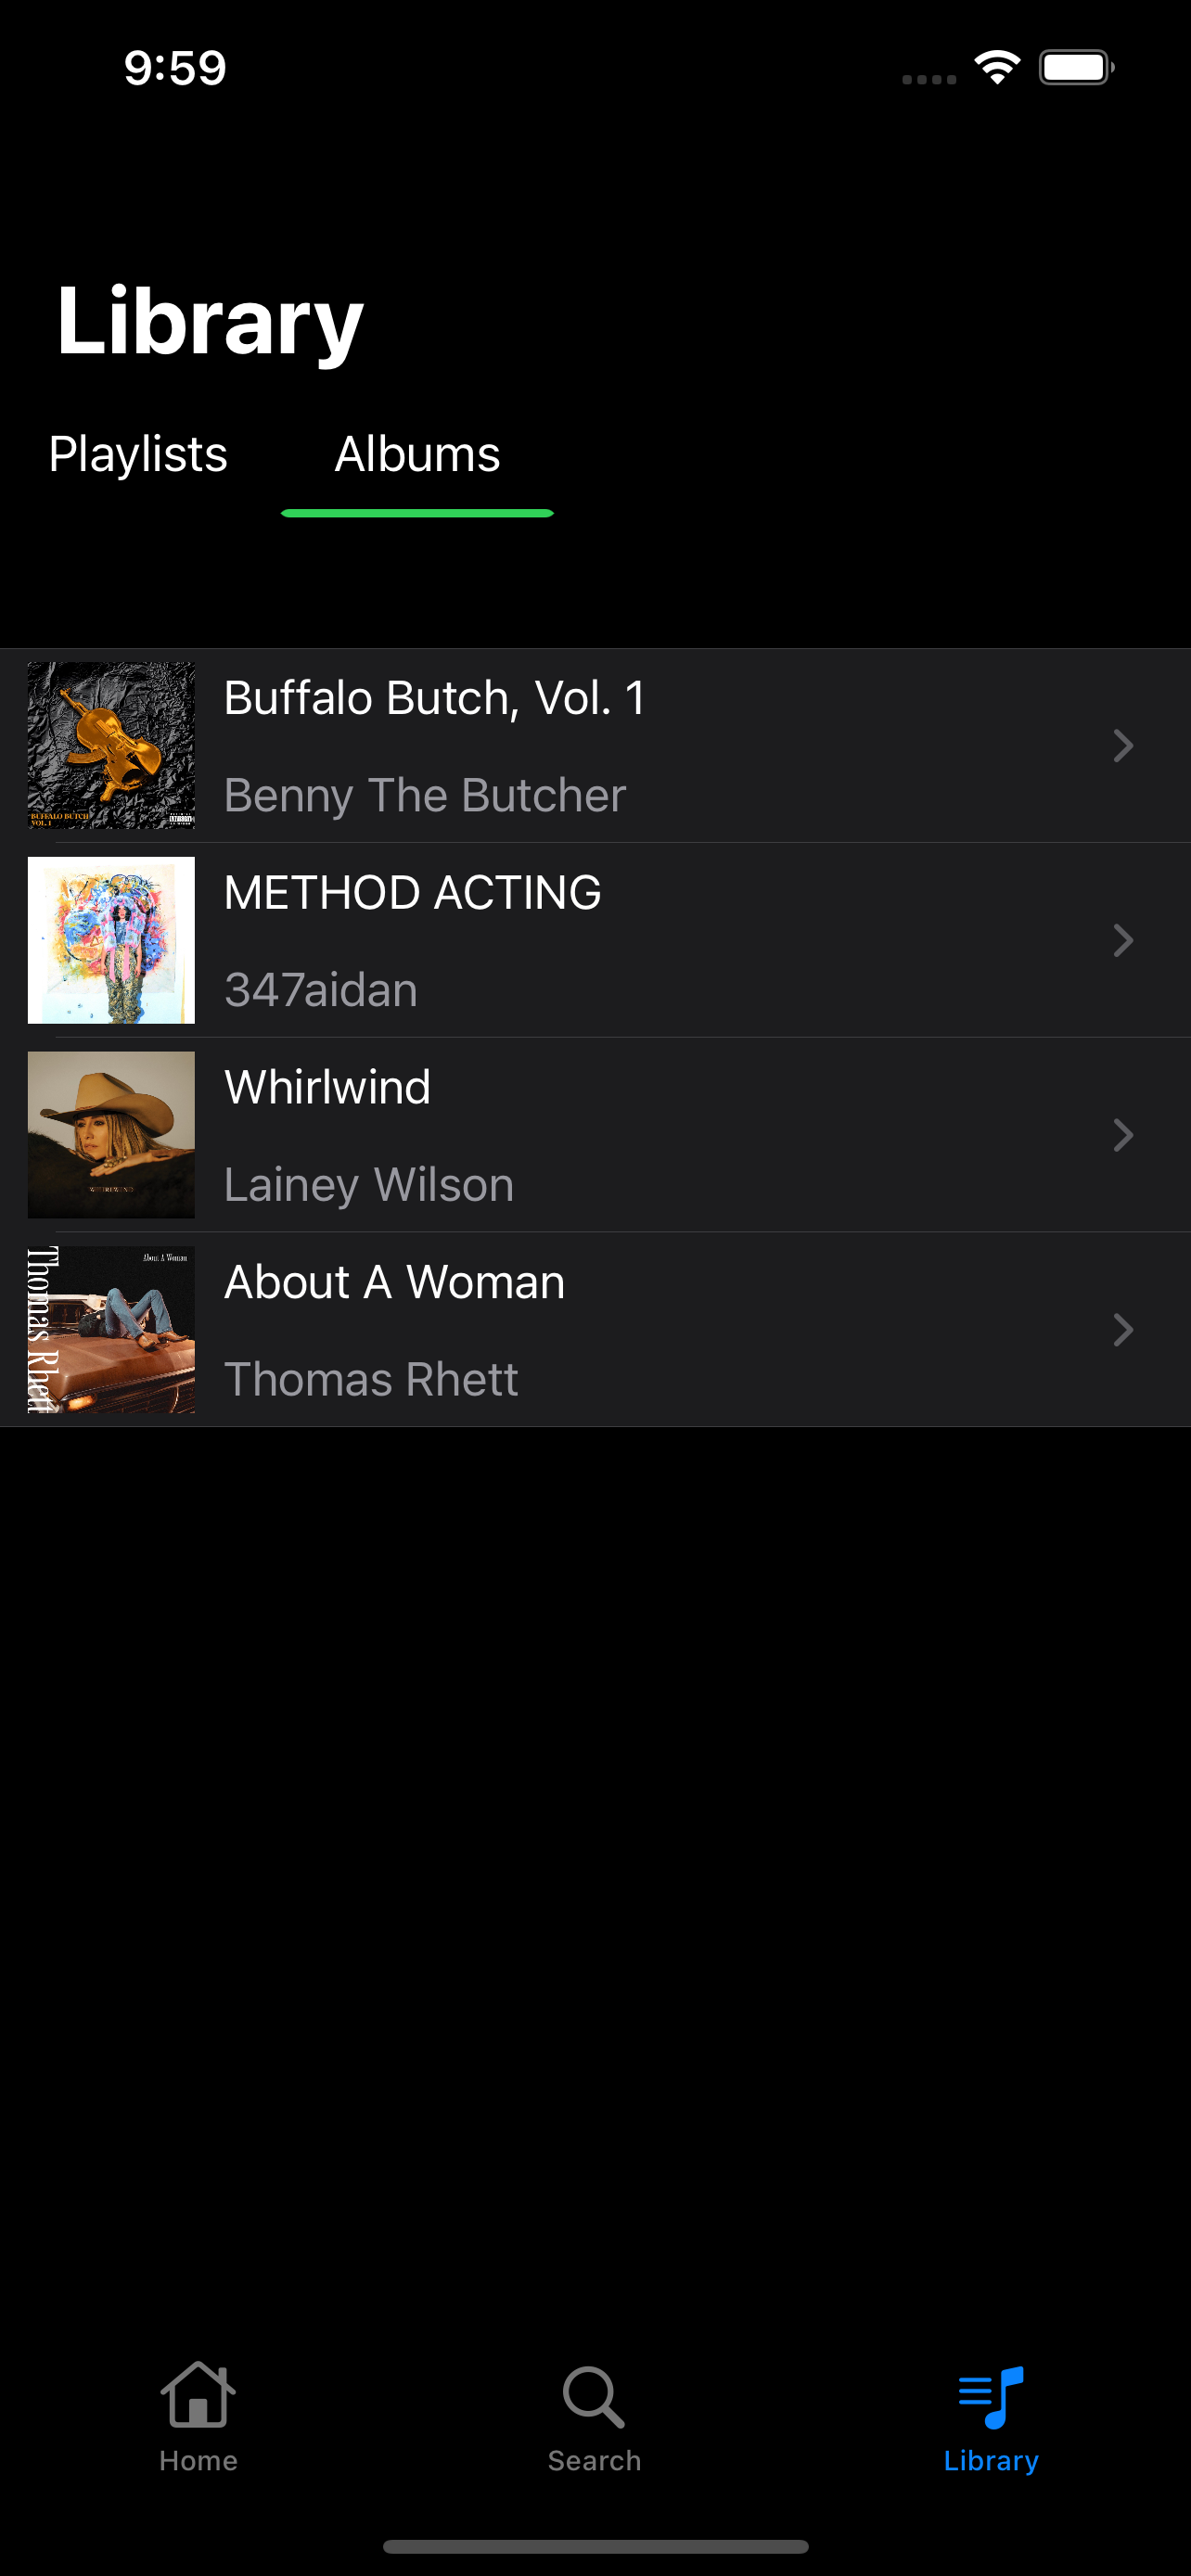 9:59
Library
Playlists Albums
Buffalo Butch, Vol. 1
Benny The Butcher
BUFFALO BUTCH
VOL. 1
METHOD ACTING
347aidan
Whirlwind
Lainey Wilson
WHIRLWIND
About A Woman
Thomas Rhett
Thomas Rhett
About A Woman
Home Search Library